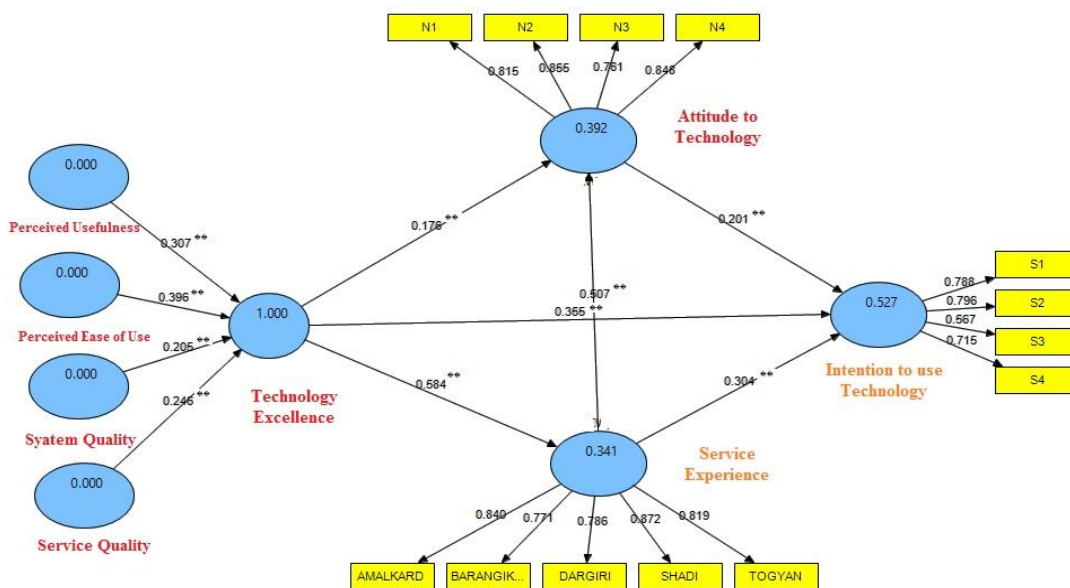 N1
N2
N3
N4
0.815
0.855
0.761
0.848
0.392
Attitude to
Technology
0.000
Perceived Usefulness
0.307 **
0.176 **
0.201 **
0.000
Perceived Ease of Use
0.396 **
1.000
Technology
Excellence
0.507 **
0.355 **
0.527
Intention to use
Technology
S1
0.788
S2
0.796
S3
0.567
S4
0.715
0.000
Syatem Quality
0.205 **
0.584 **
0.304 **
0.000
Service Quality
0.246 **
0.341
Service
Experience
0.840
0.771
0.786
0.872
0.819
AMALKARD
BARANGIK...
DARGIRI
SHADI
TOGYAN